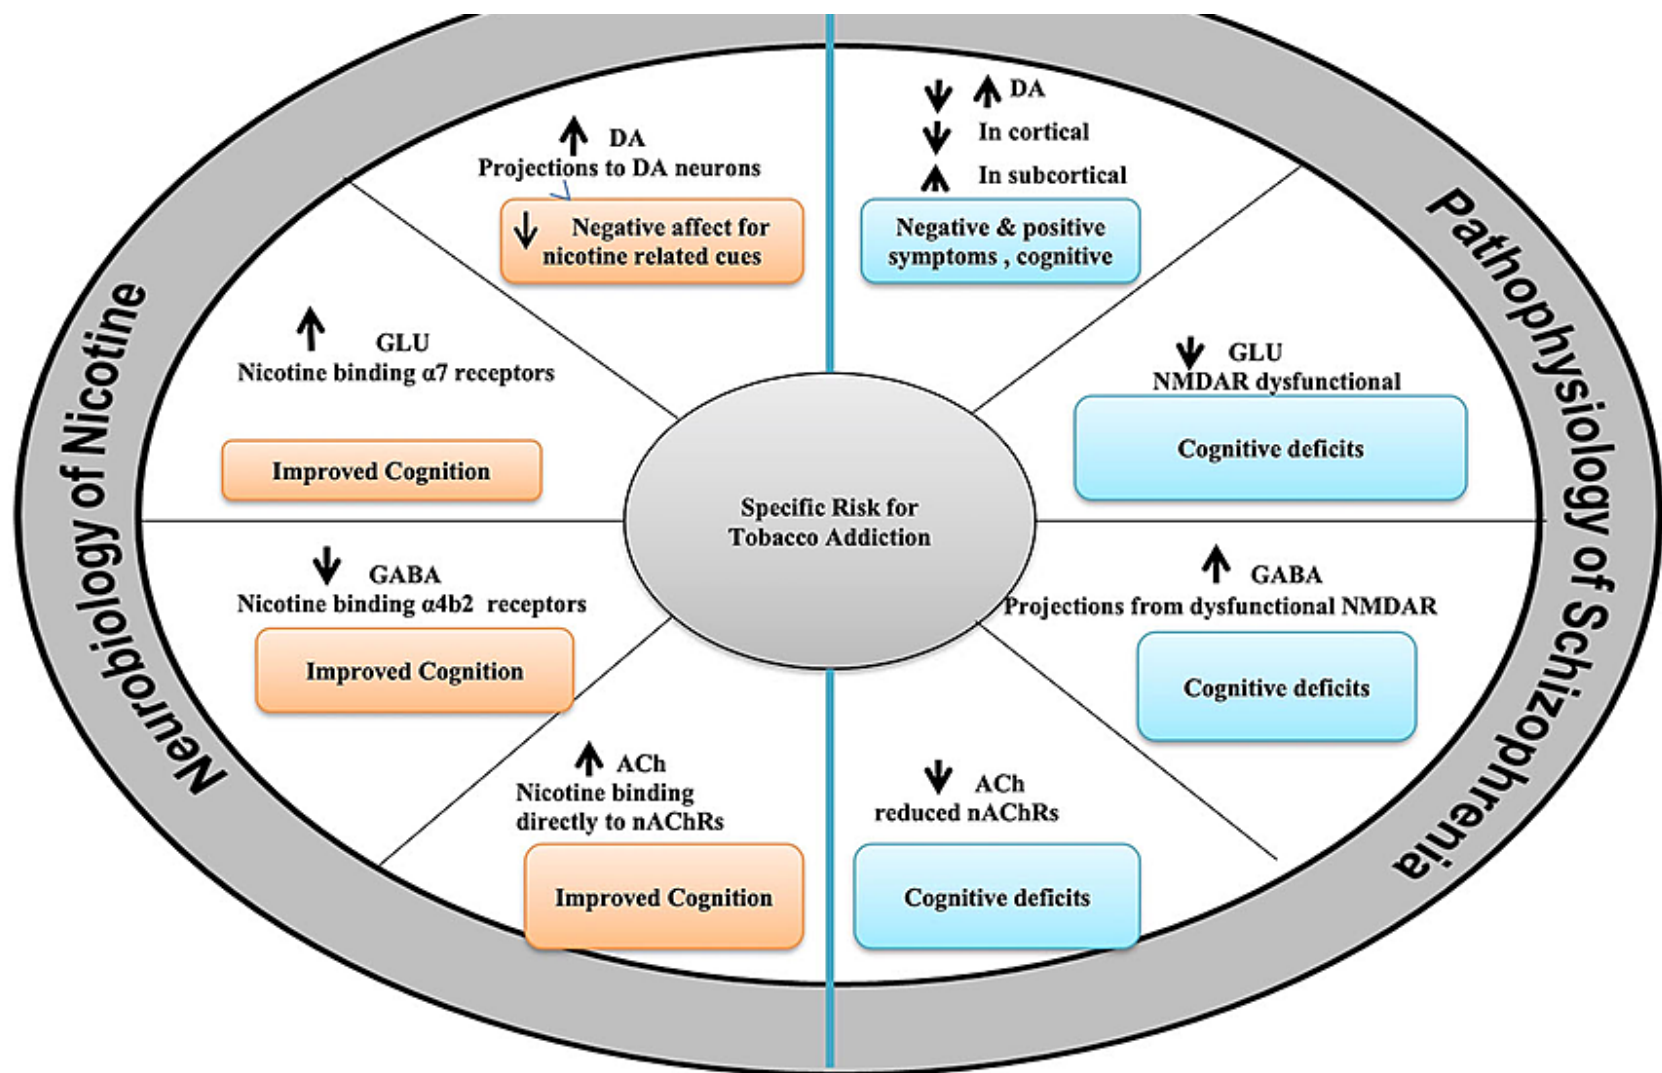 Neurobiology of Nicotine
Pathophysiology of Schizophrenia
DA
Projections to DA neurons
Negative affect for
nicotine related cues
DA
In cortical
In subcortical
Negative & positive
symptoms , cognitive
GLU
Nicotine binding α7 receptors
Improved Cognition
GLU
NMDAR dysfunctional
Cognitive deficits
Specific Risk for
Tobacco Addiction
GABA
Nicotine binding α4b2 receptors
Improved Cognition
GABA
Projections from dysfunctional NMDAR
Cognitive deficits
ACh
Nicotine binding
directly to nAChRs
Improved Cognition
ACh
reduced nAChRs
Cognitive deficits